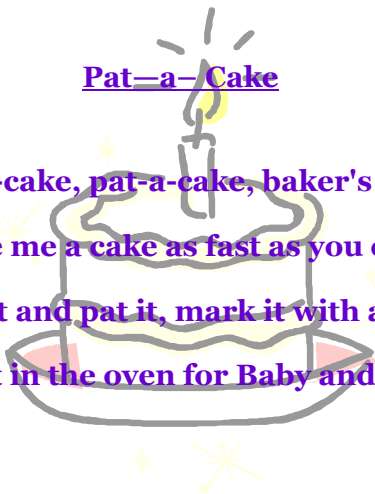 Pat—a– Cake
-cake, pat-a-cake, baker's
me a cake as fast as you
and pat it, mark it with a
in the oven for Baby and